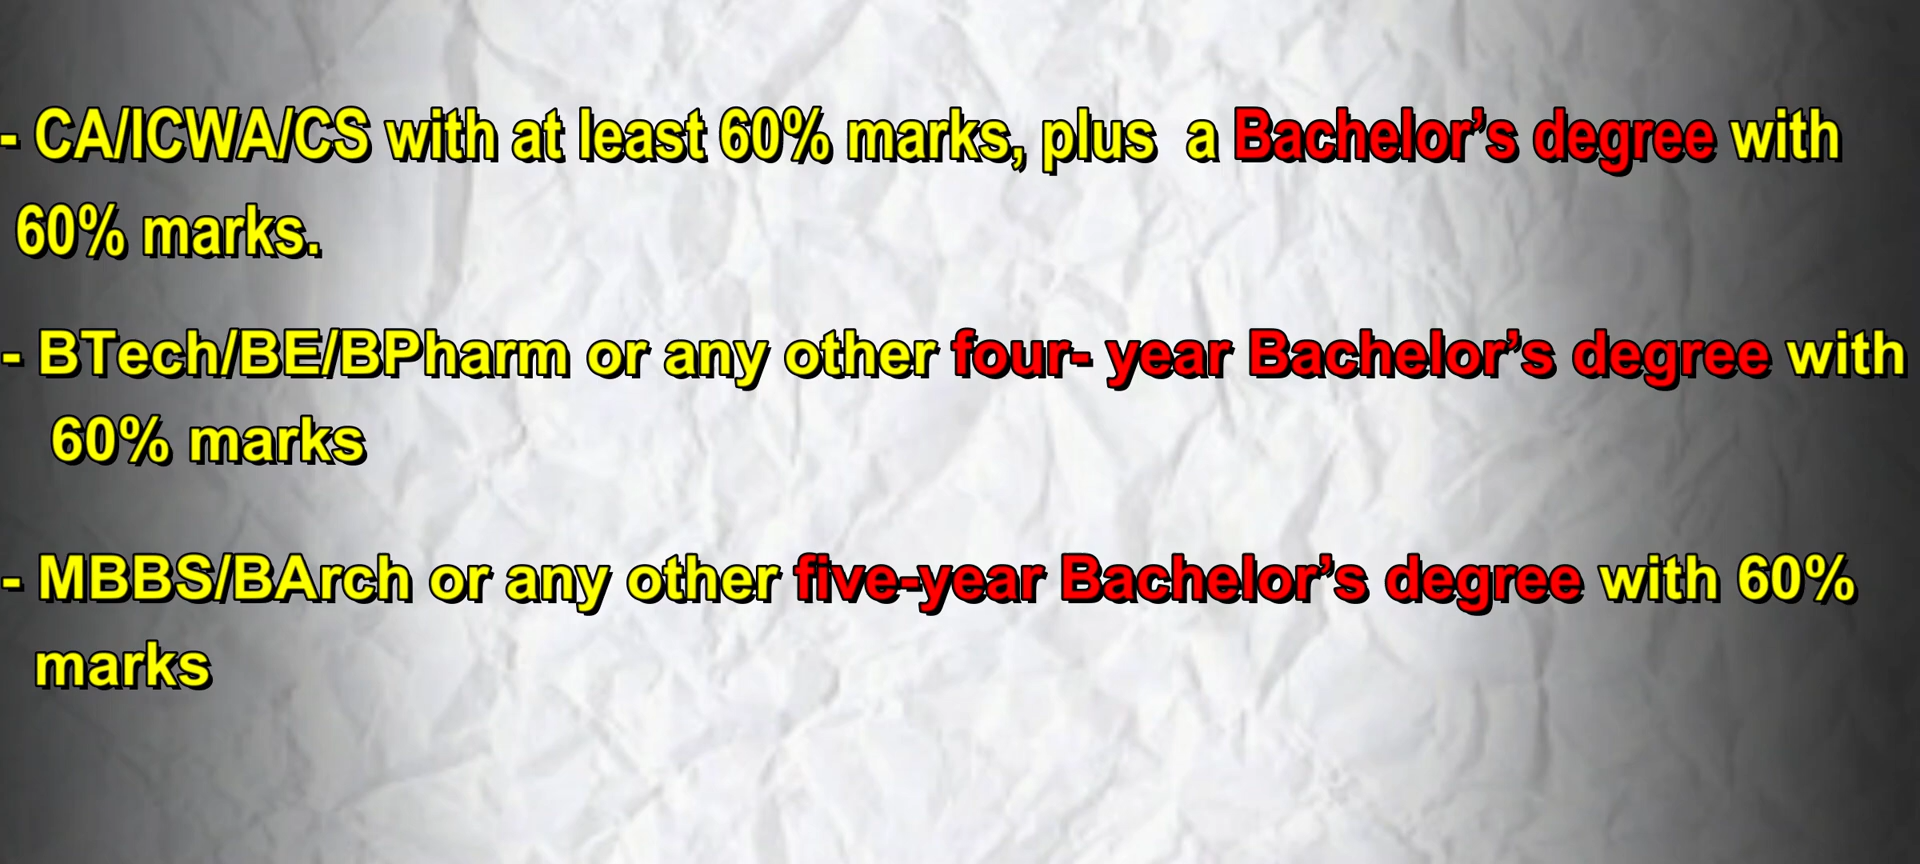 - CA/ICWA/CS with at least 60% marks, plus  a Bachelor’s degree with
60% marks.
- BTech/BE/BPharm or any other four- year Bachelor’s degree with
60% marks
- MBBS/BArch or any other five-year Bachelor’s degree with 60%
marks